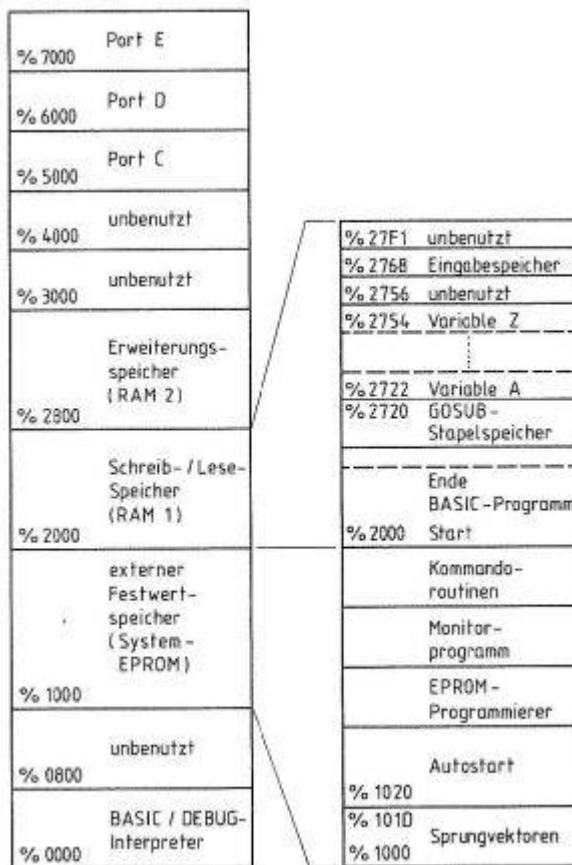 Port E
% 7000
Port D
% 6000
Port C
% 5000
unbenutzt
% 4000
unbenutzt
% 3000
Erweiterungs-
speicher
(RAM 2)
% 2800
Schreib-/Lese-
Speicher
(RAM 1)
% 2000
externer
Festwert-
speicher
(System-
EPROM)
% 1000
unbenutzt
% 0800
BASIC / DEBUG-
Interpreter
% 0000
% 27F1 unbenutzt
% 2768 Eingabespeicher
% 2756 unbenutzt
% 2754 Variable Z
% 2722 Variable A
% 2720 GOSUB-
Stapelspeicher
Ende
BASIC-Programm
% 2000 Start
Kommando-
routinen
Monitor-
programm
EPROM-
Programmierer
Autostart
% 1020
% 101D
Sprungvektoren
% 1000